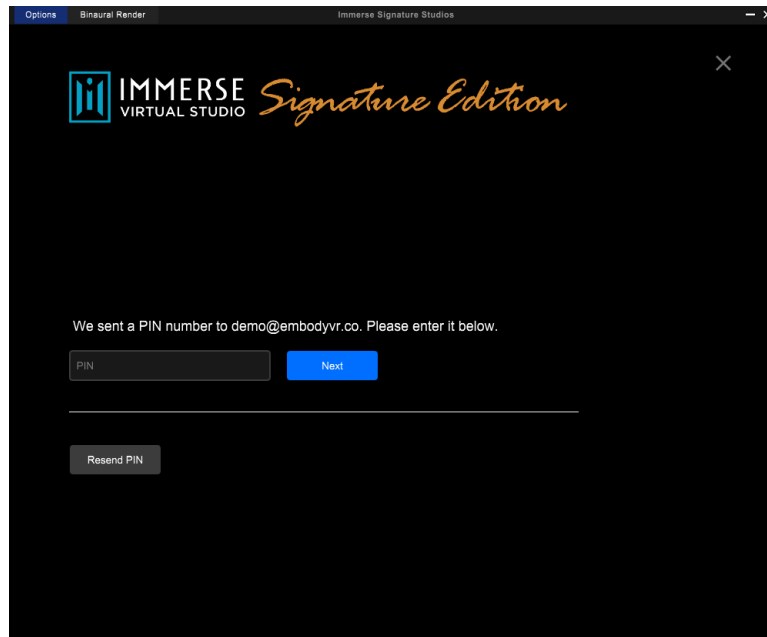 Options Binaural Render Immerse Signature Studios
IMMERSE
VIRTUAL STUDIO
Signature Edition
We sent a PIN number to demo@embodyvr.co. Please enter it below.
PIN Next
Resend PIN